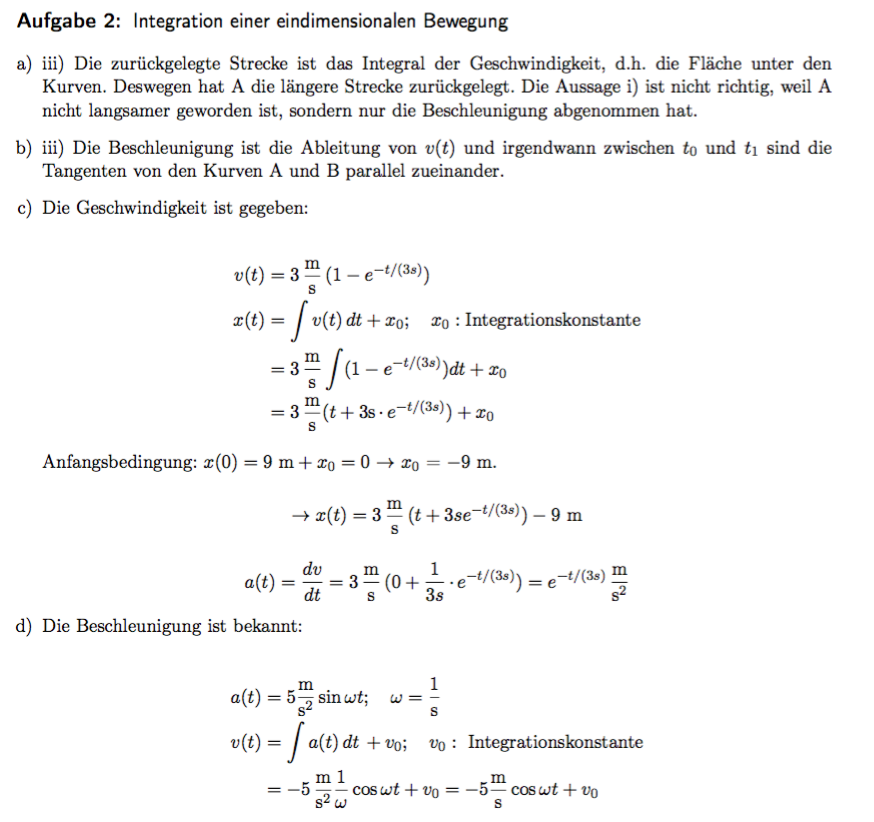 Aufgabe 2: Integration einer eindimensionalen Bewegung
a) iii) Die zurückgelegte Strecke ist das Integral der Geschwindigkeit, d.h. die Fläche unter den
Kurven. Deswegen hat A die längere Strecke zurückgelegt. Die Aussage i) ist nicht richtig, weil A
nicht langsamer geworden ist, sondern nur die Beschleunigung abgenommen hat.
b) iii) Die Beschleunigung ist die Ableitung von v(t) und irgendwann zwischen t₀ und t₁ sind die
Tangenten von den Kurven A und B parallel zueinander.
c) Die Geschwindigkeit ist gegeben:
v(t) = 3 m/s (1 − e^{−t/(3s)})
x(t) = ∫ v(t) dt + x₀; x₀ : Integrationskonstante
= 3 m/s ∫ (1 − e^{−t/(3s)})dt + x₀
= 3 m/s (t + 3s · e^{−t/(3s)}) + x₀
Anfangsbedingung: x(0) = 9 m + x₀ = 0 → x₀ = −9 m.
→ x(t) = 3 m/s (t + 3se^{−t/(3s)}) − 9 m
a(t) = dv/dt = 3 m/s (0 + 1/3s · e^{−t/(3s)}) = e^{−t/(3s)} m/s²
d) Die Beschleunigung ist bekannt:
a(t) = 5 m/s² sin ωt; ω = 1/s
v(t) = ∫ a(t) dt + v₀; v₀ : Integrationskonstante
= −5 m/s² 1/ω cos ωt + v₀ = −5 m/s cos ωt + v₀